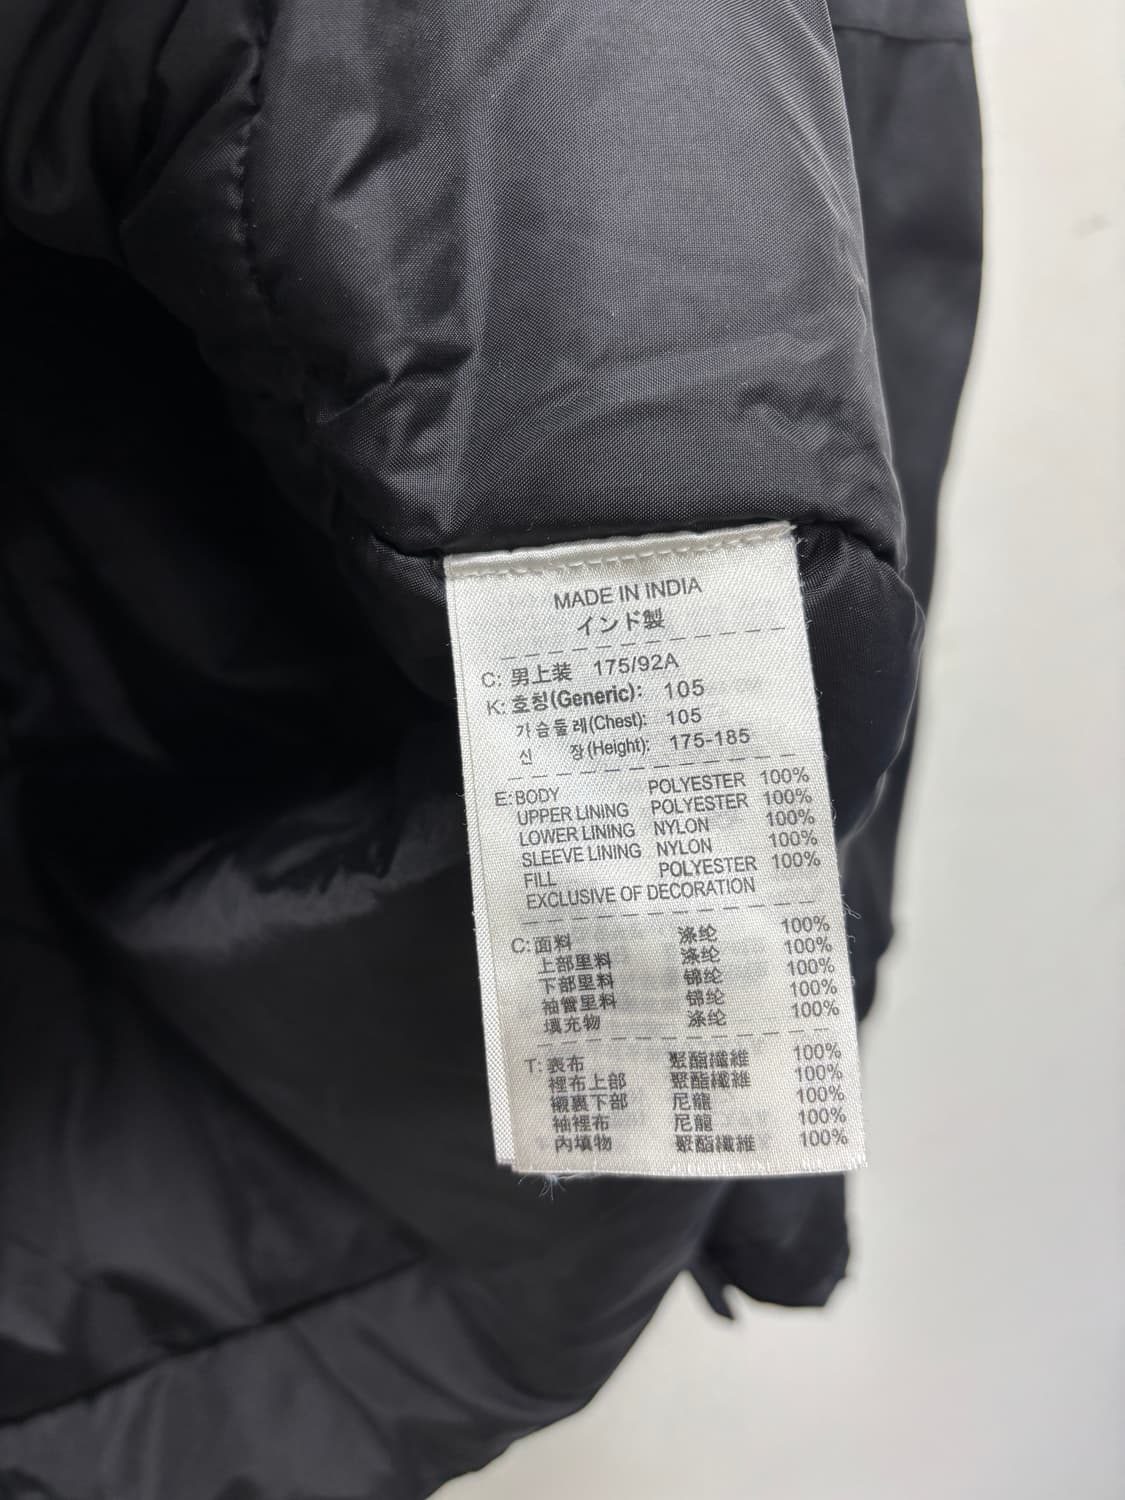 MADE IN INDIA
インド製
C: 男上装 175/92A
K: 호칭(Generic): 105
가슴둘레(Chest): 105
신 장(Height): 175-185
E: BODY POLYESTER 100%
UPPER LINING POLYESTER 100%
LOWER LINING NYLON 100%
SLEEVE LINING NYLON 100%
FILL POLYESTER 100%
EXCLUSIVE OF DECORATION
C: 面料 涤纶 100%
上部里料 涤纶 100%
下部里料 锦纶 100%
袖管里料 锦纶 100%
填充物 涤纶 100%
T: 表布 聚酯纖維 100%
裡布上部 聚酯纖維 100%
襯裏下部 尼龍 100%
袖裡布 尼龍 100%
內填物 聚酯纖維 100%